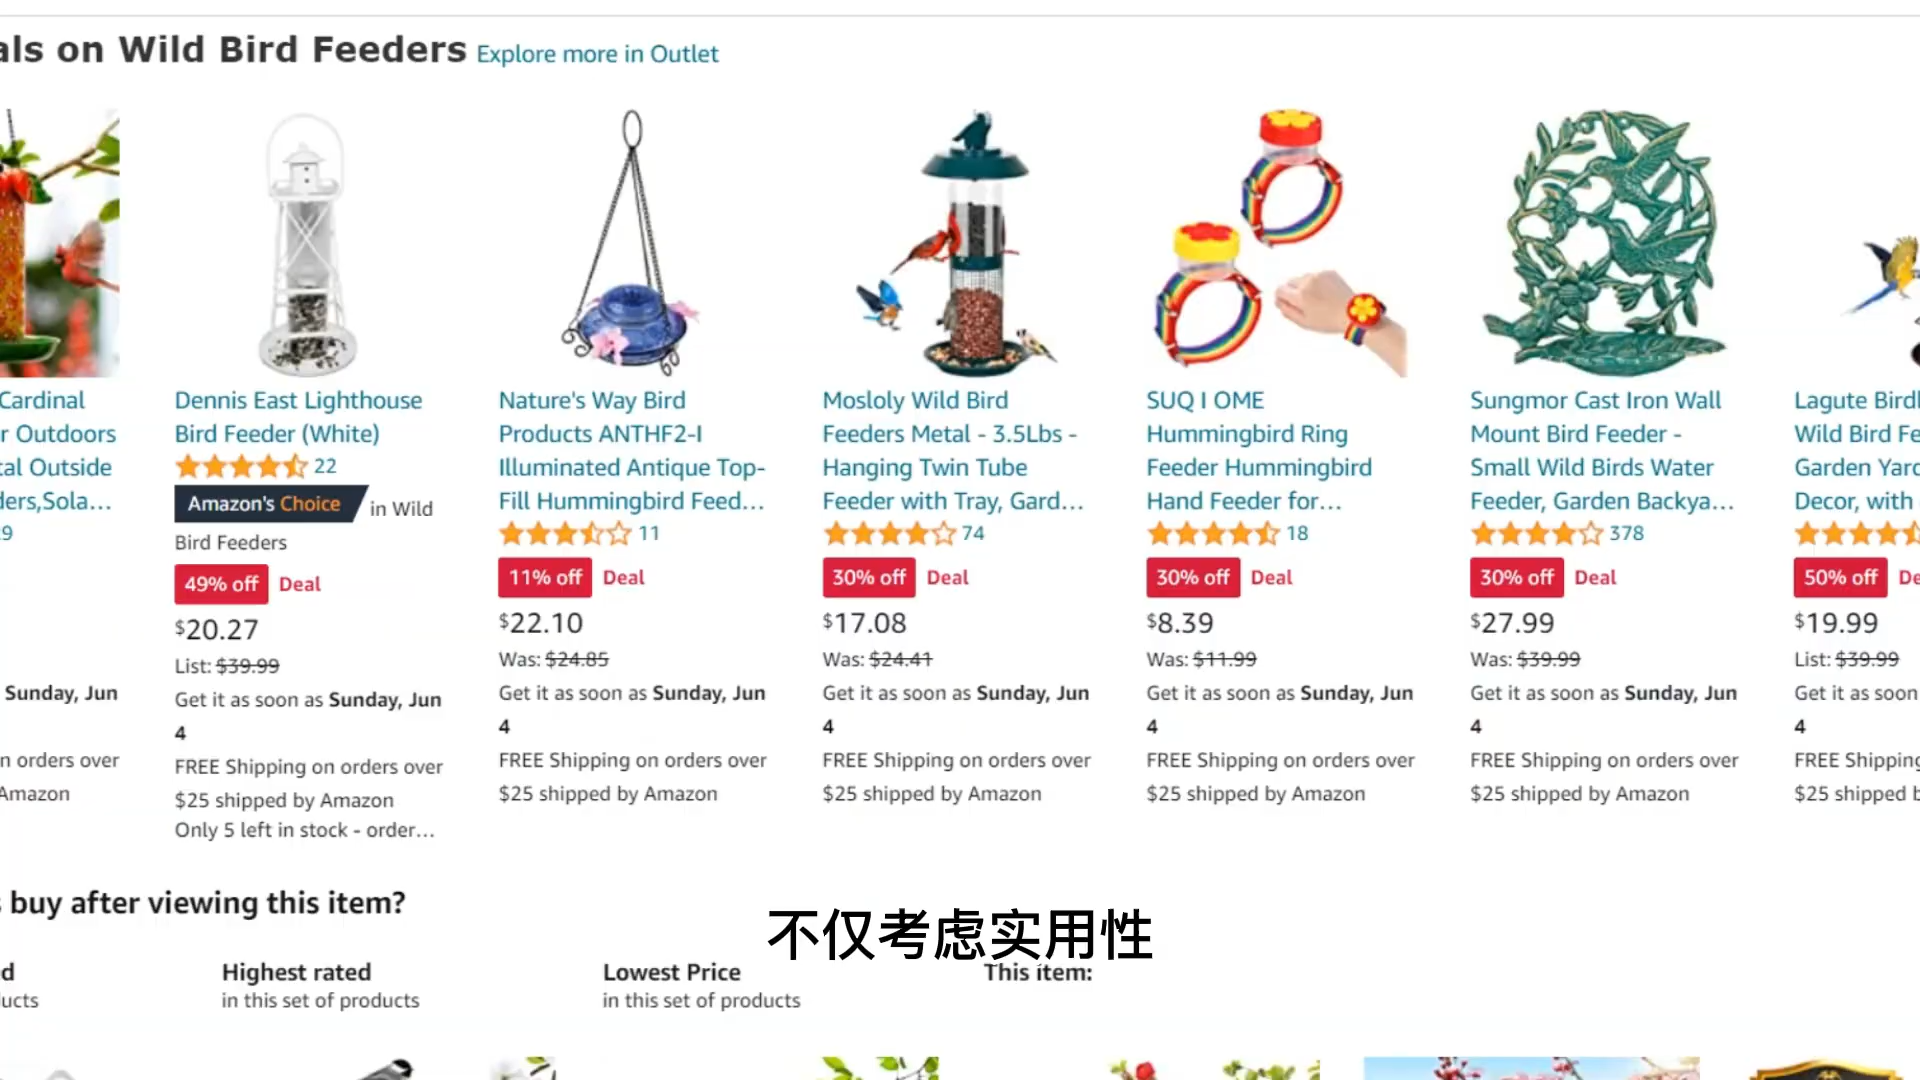 als on Wild Bird Feeders Explore more in Outlet
Cardinal
r Outdoors
tal Outside
ders,Sola...
Sunday, Jun
n orders over
Amazon
Dennis East Lighthouse
Bird Feeder (White)
22
Amazon's Choice in Wild
Bird Feeders
49% off Deal
$20.27
List: $39.99
Get it as soon as Sunday, Jun
4
FREE Shipping on orders over
$25 shipped by Amazon
Only 5 left in stock - order...
Nature's Way Bird
Products ANTHF2-I
Illuminated Antique Top-
Fill Hummingbird Feed...
11
11% off Deal
$22.10
Was: $24.85
Get it as soon as Sunday, Jun
4
FREE Shipping on orders over
$25 shipped by Amazon
Mosloly Wild Bird
Feeders Metal - 3.5Lbs -
Hanging Twin Tube
Feeder with Tray, Gard...
74
30% off Deal
$17.08
Was: $24.41
Get it as soon as Sunday, Jun
4
FREE Shipping on orders over
$25 shipped by Amazon
SUQ I OME
Hummingbird Ring
Feeder Hummingbird
Hand Feeder for...
18
30% off Deal
$8.39
Was: $11.99
Get it as soon as Sunday, Jun
4
FREE Shipping on orders over
$25 shipped by Amazon
Sungmor Cast Iron Wall
Mount Bird Feeder -
Small Wild Birds Water
Feeder, Garden Backya...
378
30% off Deal
$27.99
Was: $39.99
Get it as soon as Sunday, Jun
4
FREE Shipping on orders over
$25 shipped by Amazon
Lagute Birdl
Wild Bird Fe
Garden Yard
Decor, with
50% off De
$19.99
List: $39.99
Get it as soon
4
FREE Shipping
$25 shipped b
s buy after viewing this item?
不仅考虑实用性
d
ucts
Highest rated
in this set of products
Lowest Price
in this set of products
This item: